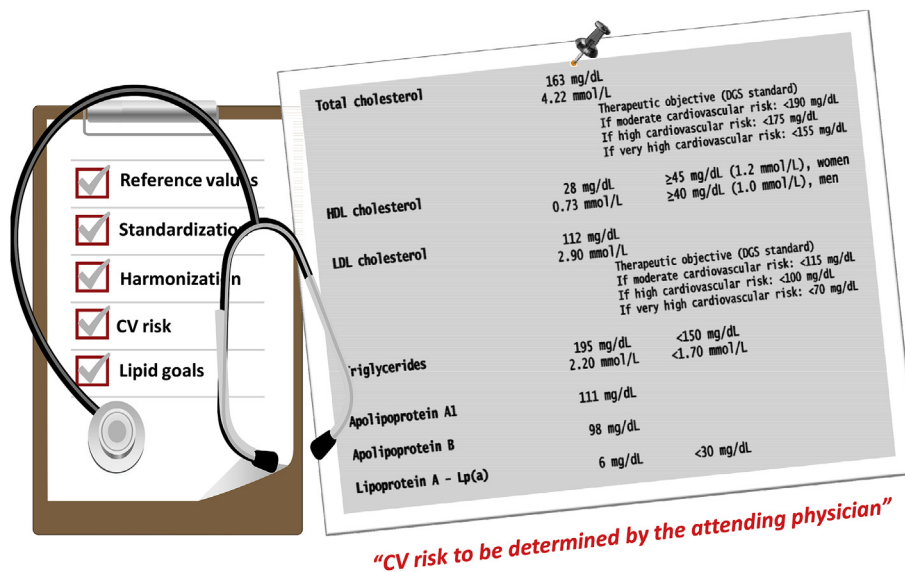 Reference values
Standardization
Harmonization
CV risk
Lipid goals
Total cholesterol
163 mg/dL
4.22 mmol/L
Therapeutic objective (DGS standard)
If moderate cardiovascular risk: <190 mg/dL
If high cardiovascular risk: <175 mg/dL
If very high cardiovascular risk: <155 mg/dL
HDL cholesterol
28 mg/dL
0.73 mmol/L
≥45 mg/dL (1.2 mmol/L), women
≥40 mg/dL (1.0 mmol/L), men
LDL cholesterol
112 mg/dL
2.90 mmol/L
Therapeutic objective (DGS standard)
If moderate cardiovascular risk: <115 mg/dL
If high cardiovascular risk: <100 mg/dL
If very high cardiovascular risk: <70 mg/dL
Triglycerides
195 mg/dL
2.20 mmol/L
<150 mg/dL
<1.70 mmol/L
Apolipoprotein A1
111 mg/dL
Apolipoprotein B
98 mg/dL
Lipoprotein A - Lp(a)
6 mg/dL
<30 mg/dL
“CV risk to be determined by the attending physician”